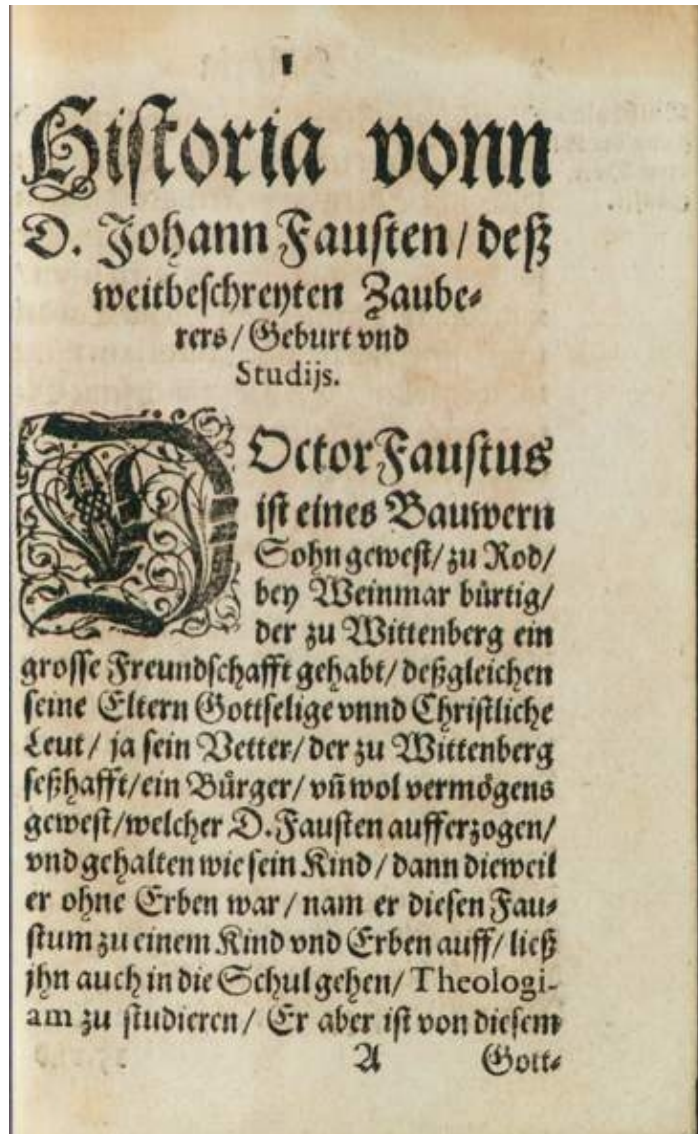 1
Historia vonn
D. Johann Fausten / deß
weitbeschreyten Zaube⸗
rers / Geburt vnd
Studijs.
DOctor Faustus
ist eines Bauwern
Sohn gewest / zu Rod /
bey Weinmar bürtig /
der zu Wittenberg ein
grosse Freundschafft gehabt / deßgleichen
seine Eltern Gottselige vnnd Christliche
Leut / ja sein Vetter / der zu Wittenberg
seßhafft / ein Bürger / vñ wol vermögens
gewest / welcher D. Fausten aufferzogen /
vnd gehalten wie sein Kind / dann dieweil
er ohne Erben war / nam er diesen Fau⸗
stum zu einem Kind vnd Erben auff / ließ
jhn auch in die Schul gehen / Theologi-
am zu studieren / Er aber ist von diesem
A Gott⸗